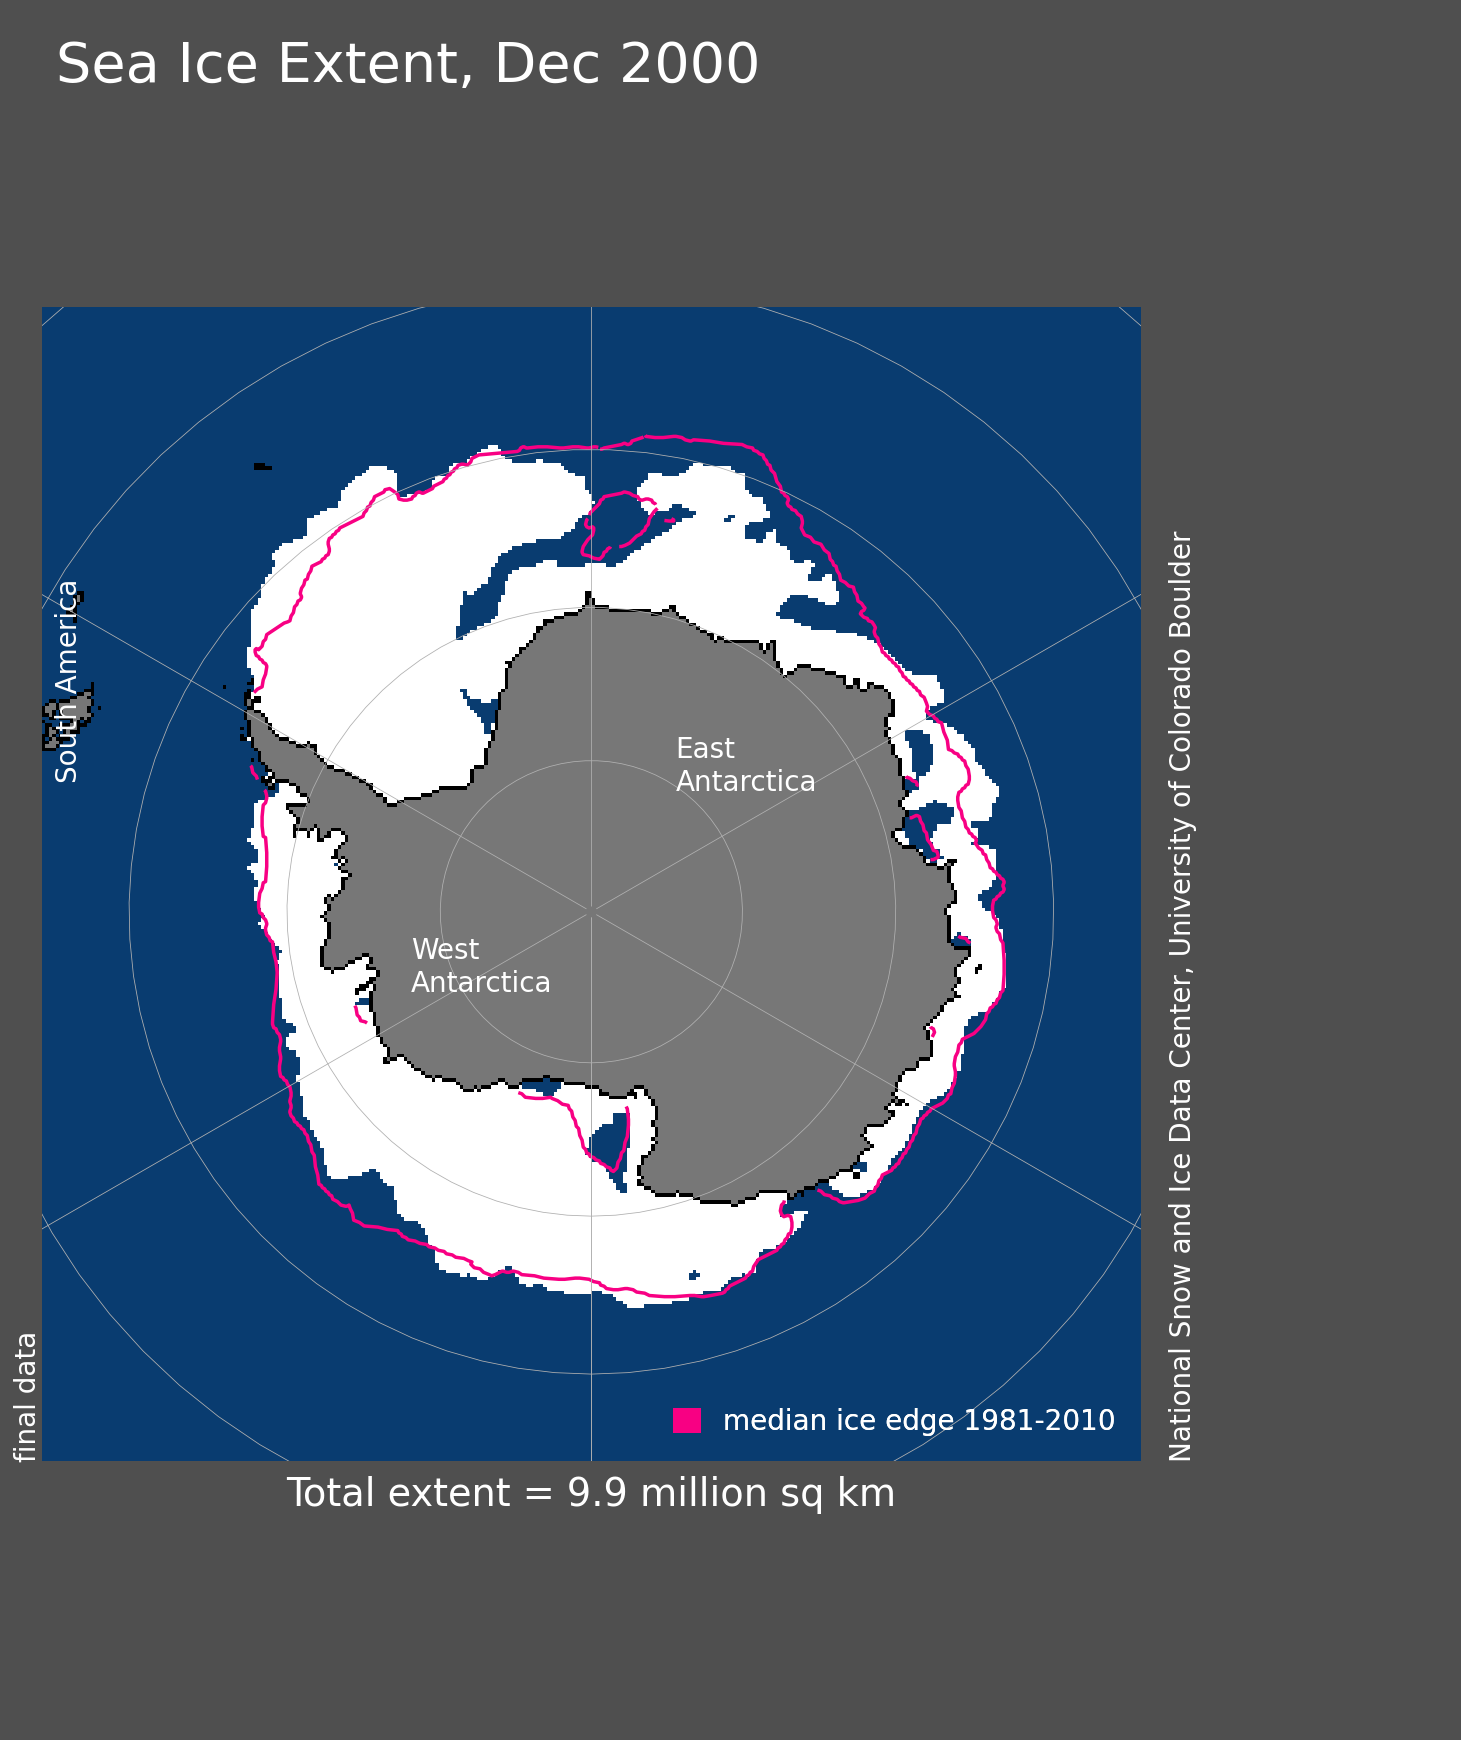 Sea Ice Extent, Dec 2000
South America
East
Antarctica
West
Antarctica
final data
National Snow and Ice Data Center, University of Colorado Boulder
median ice edge 1981-2010
Total extent = 9.9 million sq km